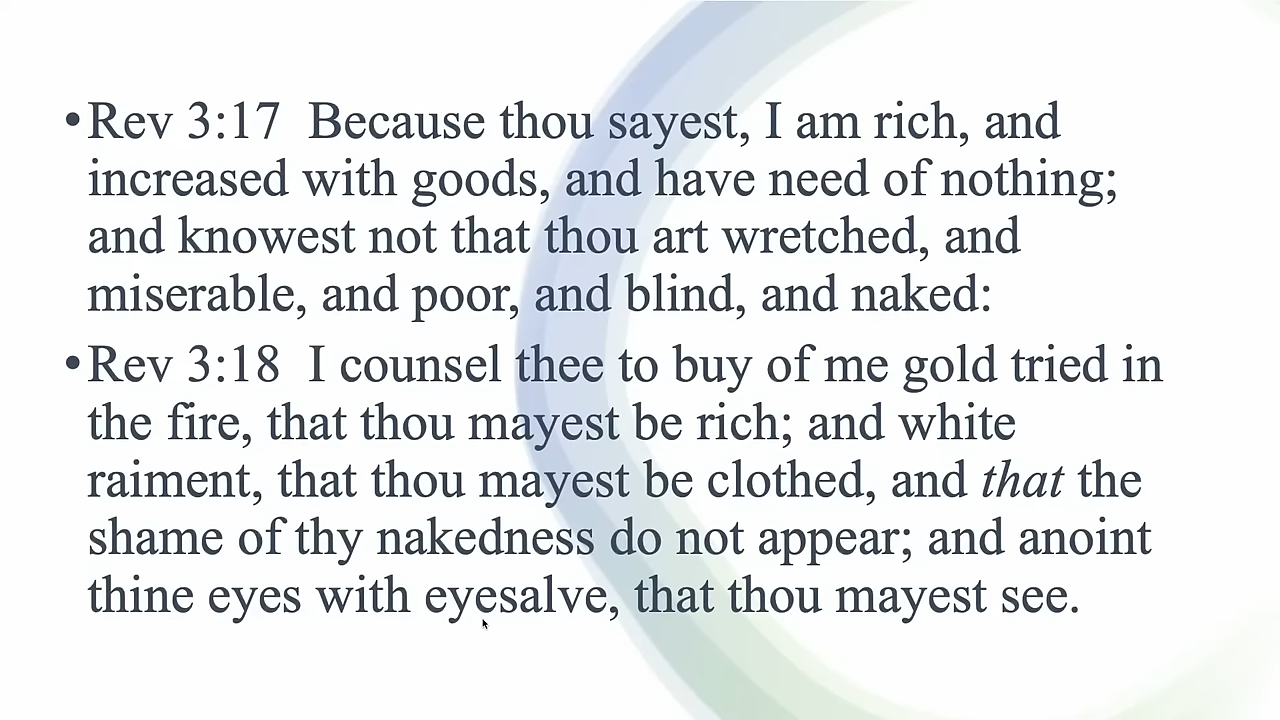 •Rev 3:17  Because thou sayest, I am rich, and
increased with goods, and have need of nothing;
and knowest not that thou art wretched, and
miserable, and poor, and blind, and naked:
•Rev 3:18  I counsel thee to buy of me gold tried in
the fire, that thou mayest be rich; and white
raiment, that thou mayest be clothed, and that the
shame of thy nakedness do not appear; and anoint
thine eyes with eyesalve, that thou mayest see.